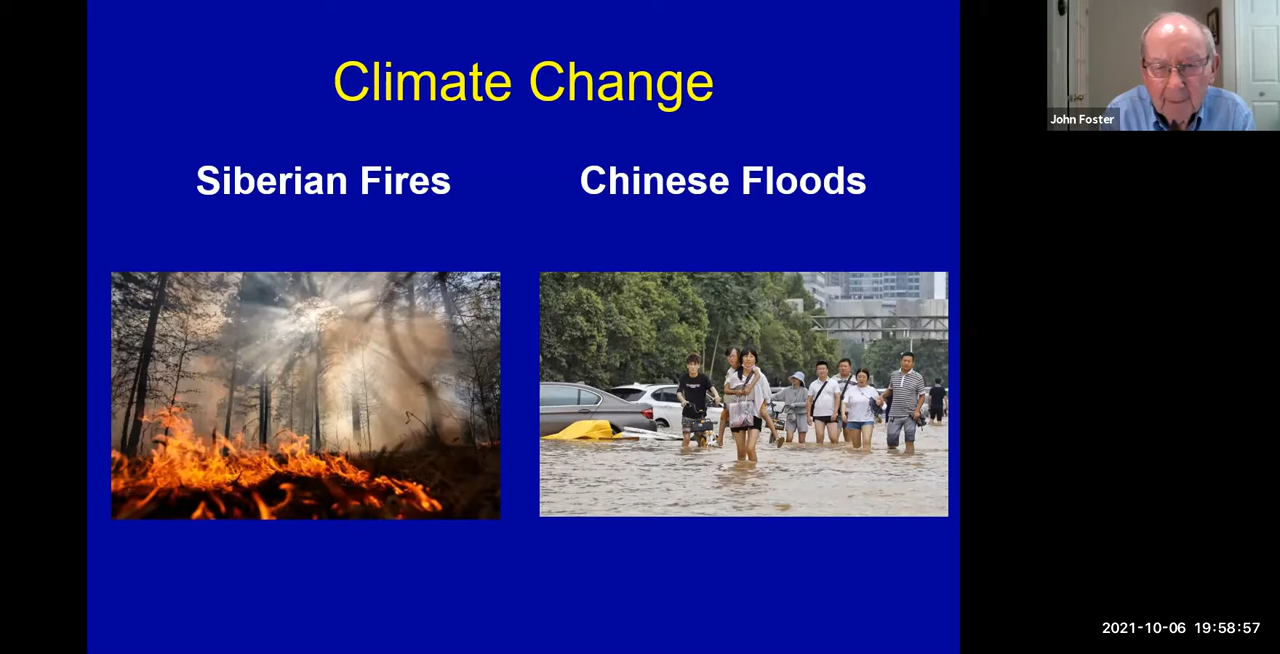 Climate Change
Siberian Fires
Chinese Floods
John Foster
2021-10-06 19:58:57